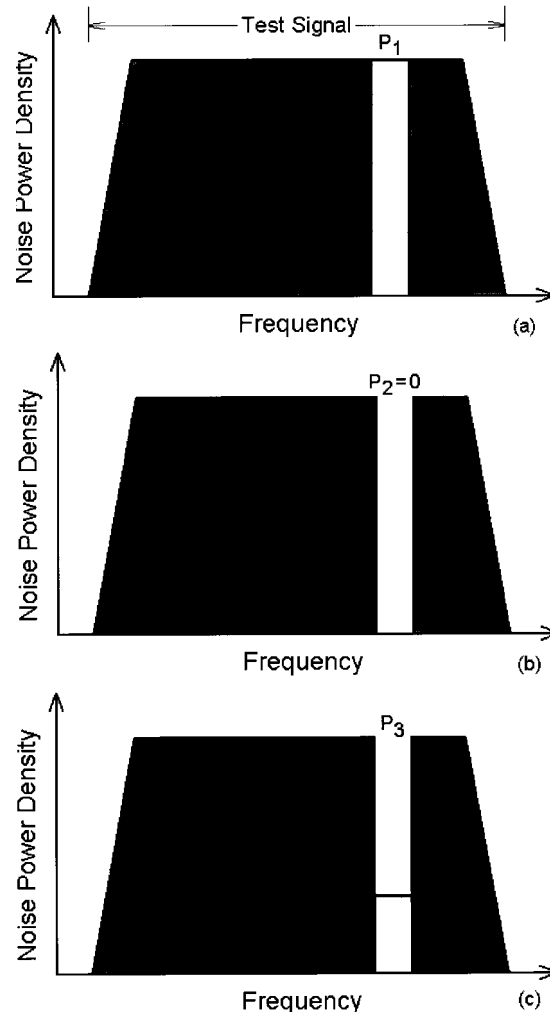 Test Signal
P1
Noise Power Density
Frequency
(a)
P2=0
Noise Power Density
Frequency
(b)
P3
Noise Power Density
Frequency
(c)